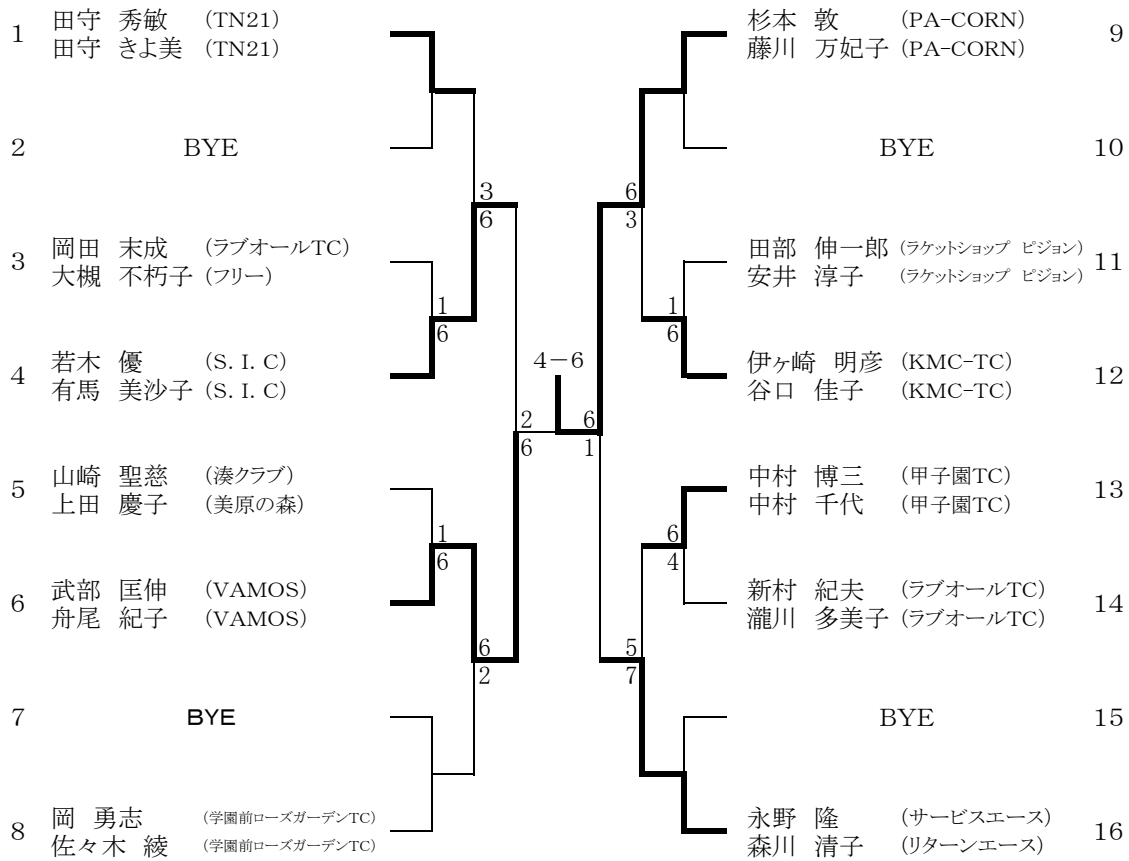 1 田守 秀敏 (TN21)
田守 きよ美 (TN21)
2 BYE
3
6
3 岡田 末成 (ラブオールTC)
大槻 不朽子 (フリー)
1
6
4 若木 優 (S. I. C)
有馬 美沙子 (S. I. C)
2
6
5 山崎 聖慈 (湊クラブ)
上田 慶子 (美原の森)
1
6
6 武部 匡伸 (VAMOS)
舟尾 紀子 (VAMOS)
6
2
7 BYE
8 岡 勇志 (学園前ローズガーデンTC)
佐々木 綾 (学園前ローズガーデンTC)
4-6
杉本 敦 (PA-CORN) 9
藤川 万妃子 (PA-CORN)
BYE 10
6
3
田部 伸一郎 (ラケットショップ ピジョン) 11
安井 淳子 (ラケットショップ ピジョン)
1
6
伊ヶ崎 明彦 (KMC-TC) 12
谷口 佳子 (KMC-TC)
6
1
中村 博三 (甲子園TC) 13
中村 千代 (甲子園TC)
6
4
新村 紀夫 (ラブオールTC) 14
瀧川 多美子 (ラブオールTC)
5
7
BYE 15
永野 隆 (サービスエース) 16
森川 清子 (リターンエース)